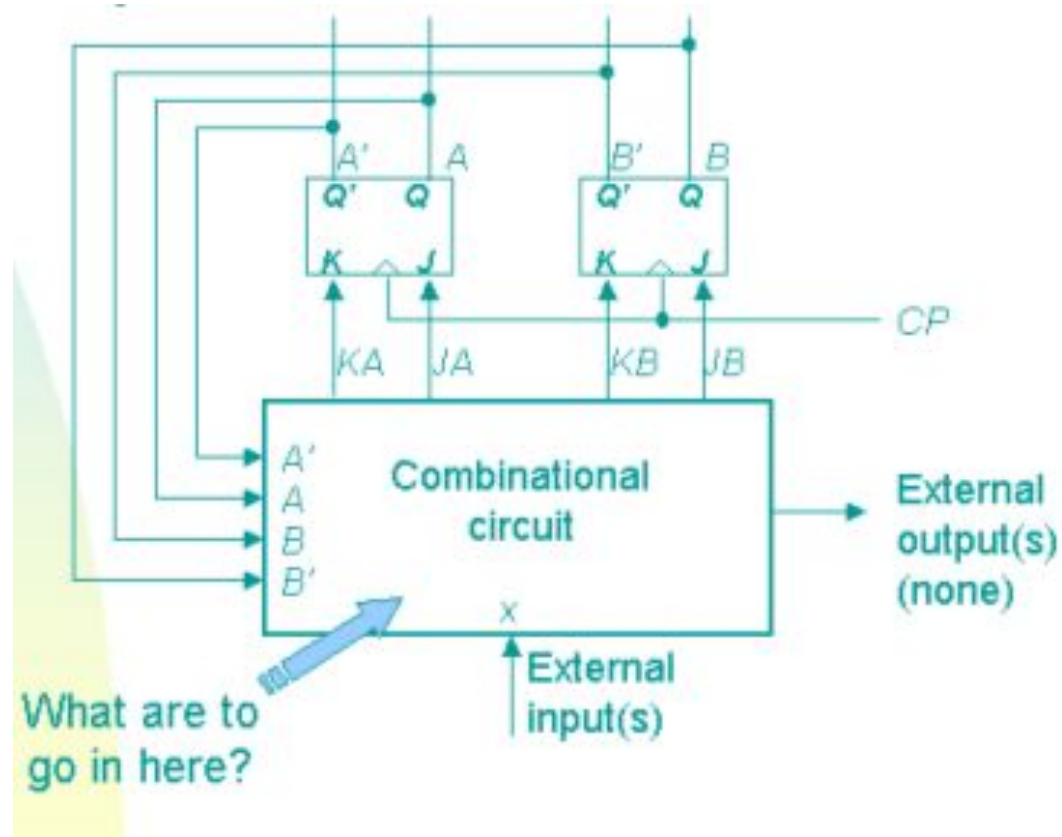 A' A B' B
Q' Q Q' Q
K J K J
CP
KA JA KB JB
A'
A
B
B'
Combinational
circuit
x
External
output(s)
(none)
External
input(s)
What are to
go in here?